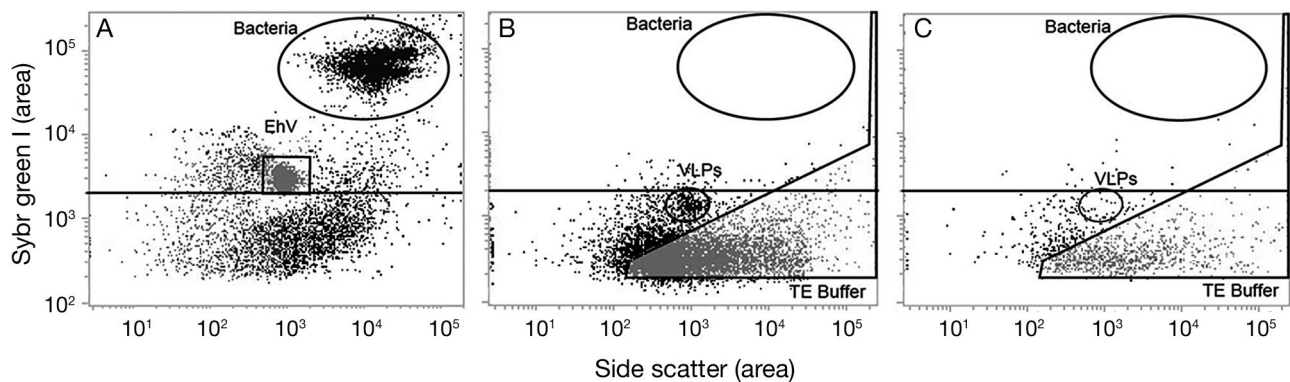 A
Bacteria
EhV
B
Bacteria
VLPs
TE Buffer
C
Bacteria
VLPs
TE Buffer
Sybr green I (area)
10^5
10^4
10^3
10^2
10^1 10^2 10^3 10^4 10^5
10^1 10^2 10^3 10^4 10^5
10^1 10^2 10^3 10^4 10^5
Side scatter (area)